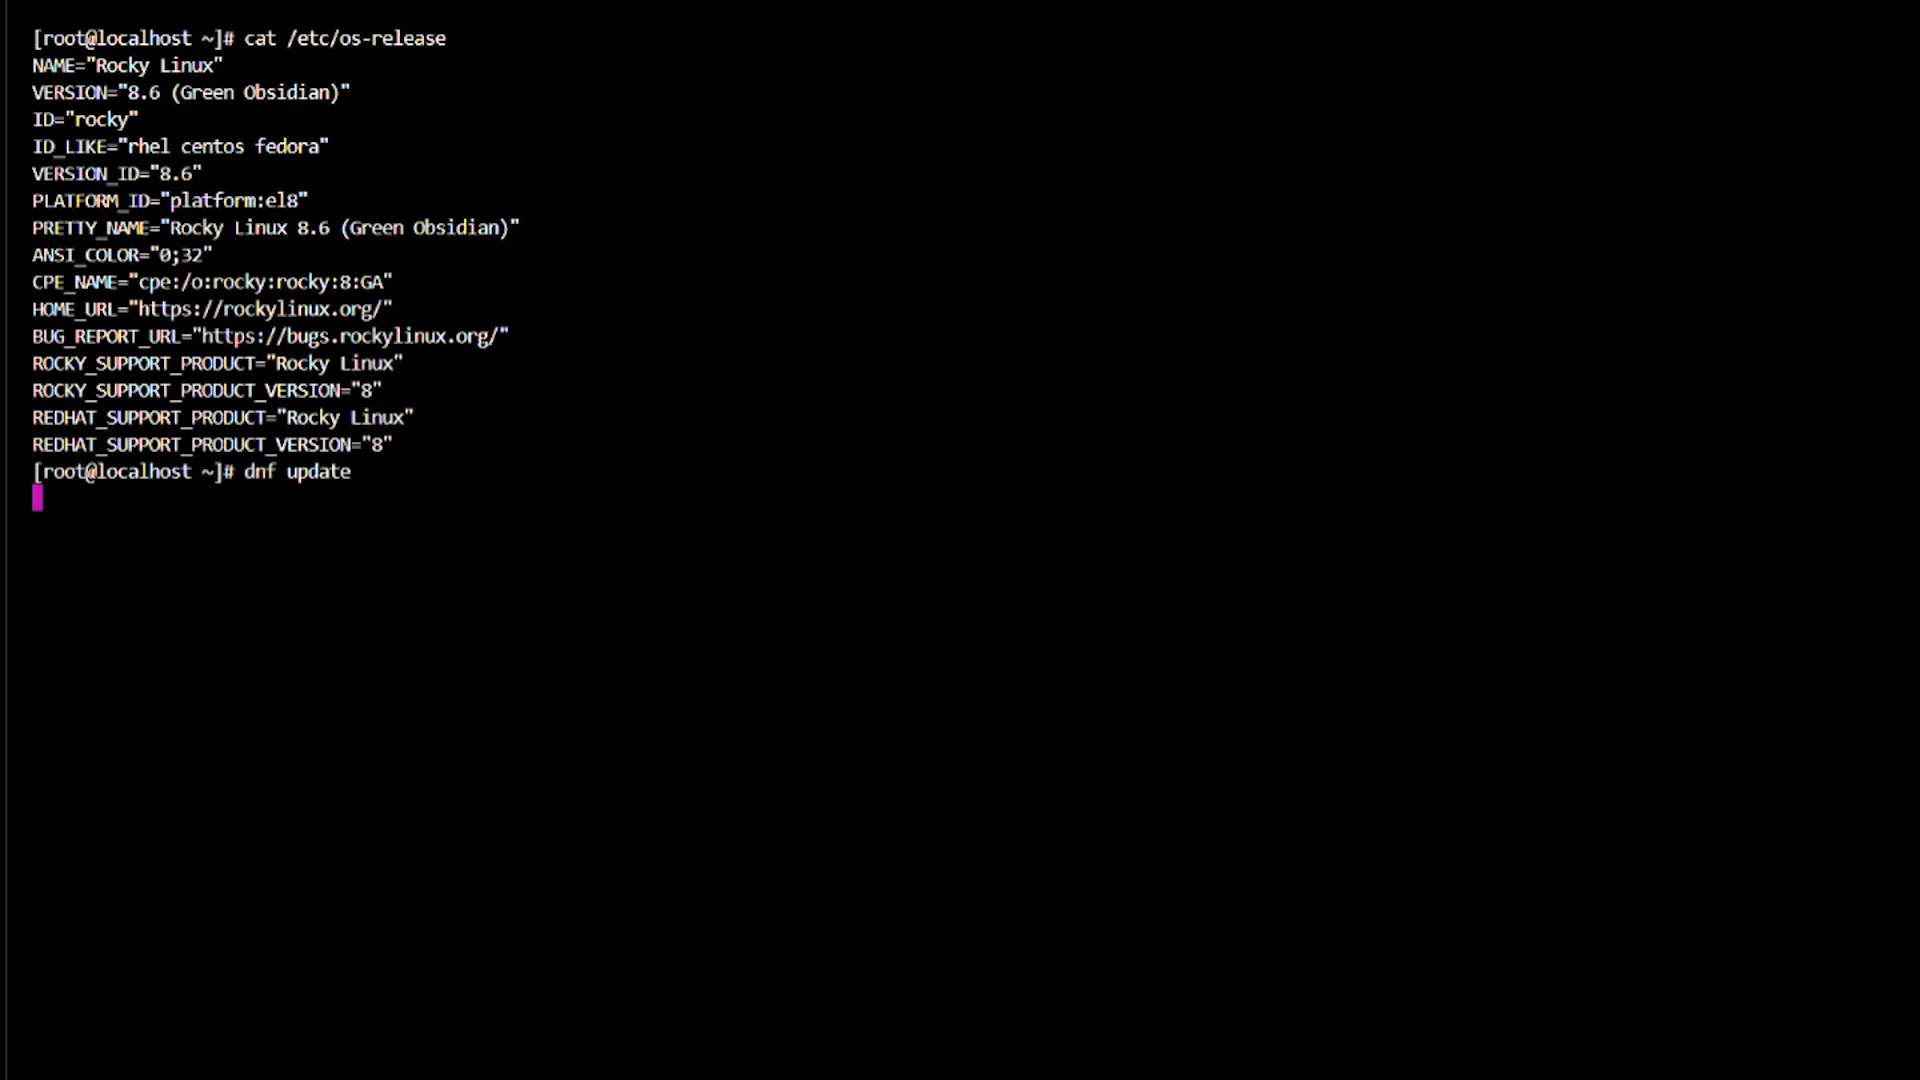 [root@localhost ~]# cat /etc/os-release
NAME="Rocky Linux"
VERSION="8.6 (Green Obsidian)"
ID="rocky"
ID_LIKE="rhel centos fedora"
VERSION_ID="8.6"
PLATFORM_ID="platform:el8"
PRETTY_NAME="Rocky Linux 8.6 (Green Obsidian)"
ANSI_COLOR="0;32"
CPE_NAME="cpe:/o:rocky:rocky:8:GA"
HOME_URL="https://rockylinux.org/"
BUG_REPORT_URL="https://bugs.rockylinux.org/"
ROCKY_SUPPORT_PRODUCT="Rocky Linux"
ROCKY_SUPPORT_PRODUCT_VERSION="8"
REDHAT_SUPPORT_PRODUCT="Rocky Linux"
REDHAT_SUPPORT_PRODUCT_VERSION="8"
[root@localhost ~]# dnf update